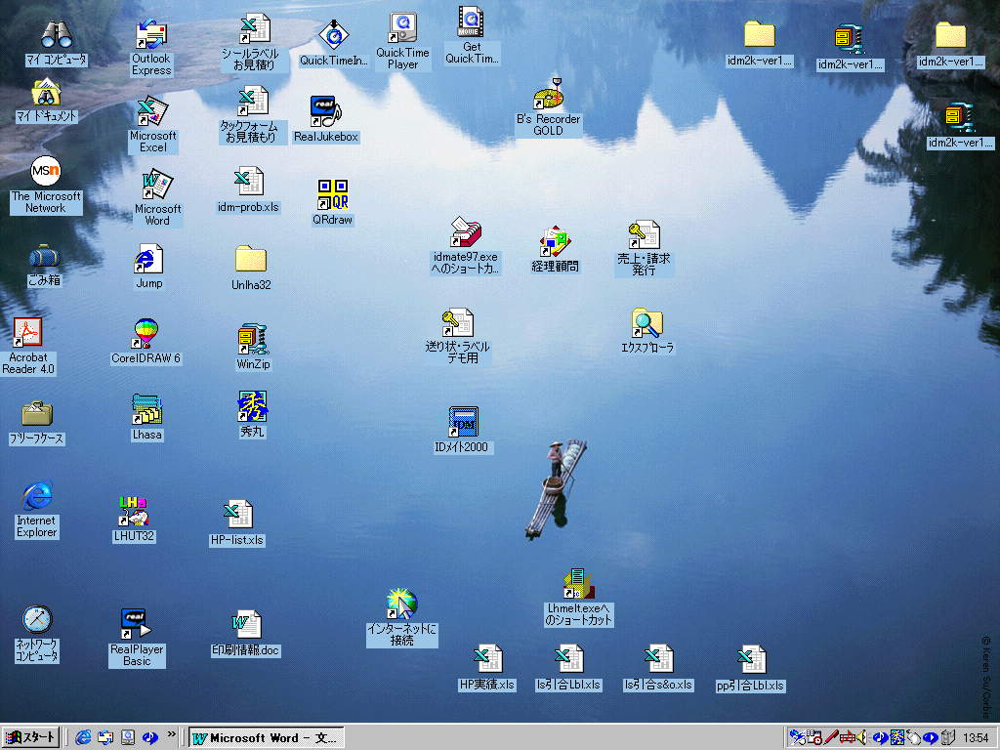 マイ コンピュータ
Outlook
Express
シールラベル
お見積り
QuickTimeIn...
QuickTime
Player
Get
QuickTim...
MOVIE
idm2k-ver1....
idm2k-ver1....
idm2k-ver1....
マイ ドキュメント
Microsoft
Excel
タックフォーム
お見積もり
real
RealJukebox
B's Recorder
GOLD
idm2k-ver1....
msn
The Microsoft
Network
Microsoft
Word
idm-prob.xls
QR
QRdraw
idmate97.exe
へのショートカ...
経理顧問
売上・請求
発行
ごみ箱
Jump
Unlha32
Acrobat
Reader 4.0
CorelDRAW 6
WinZip
送り状・ラベル
デモ用
エクスプローラ
ブリーフケース
Lhasa
秀
秀丸
IDM
IDメイト2000
Internet
Explorer
LHa
LHUT32
HP-list.xls
Lhmelt.exeへ
のショートカット
ネットワーク
コンピュータ
real
RealPlayer
Basic
印刷情報.doc
インターネットに
接続
HP実績.xls
ls引合Lbl.xls
ls引合s&o.xls
pp引合Lbl.xls
© Keren Su/Corbis
スタート
Microsoft Word - 文...
13:54